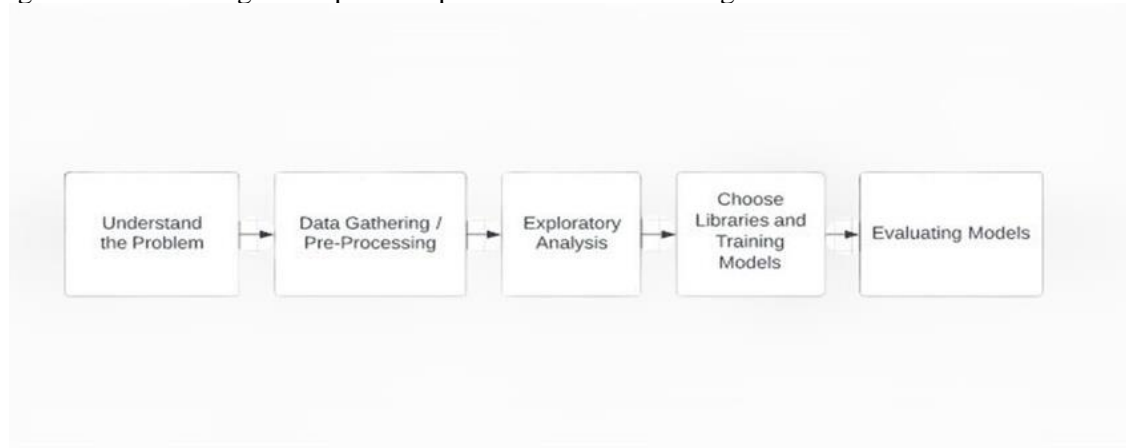 Understand
the Problem
Data Gathering /
Pre-Processing
Exploratory
Analysis
Choose
Libraries and
Training
Models
Evaluating Models